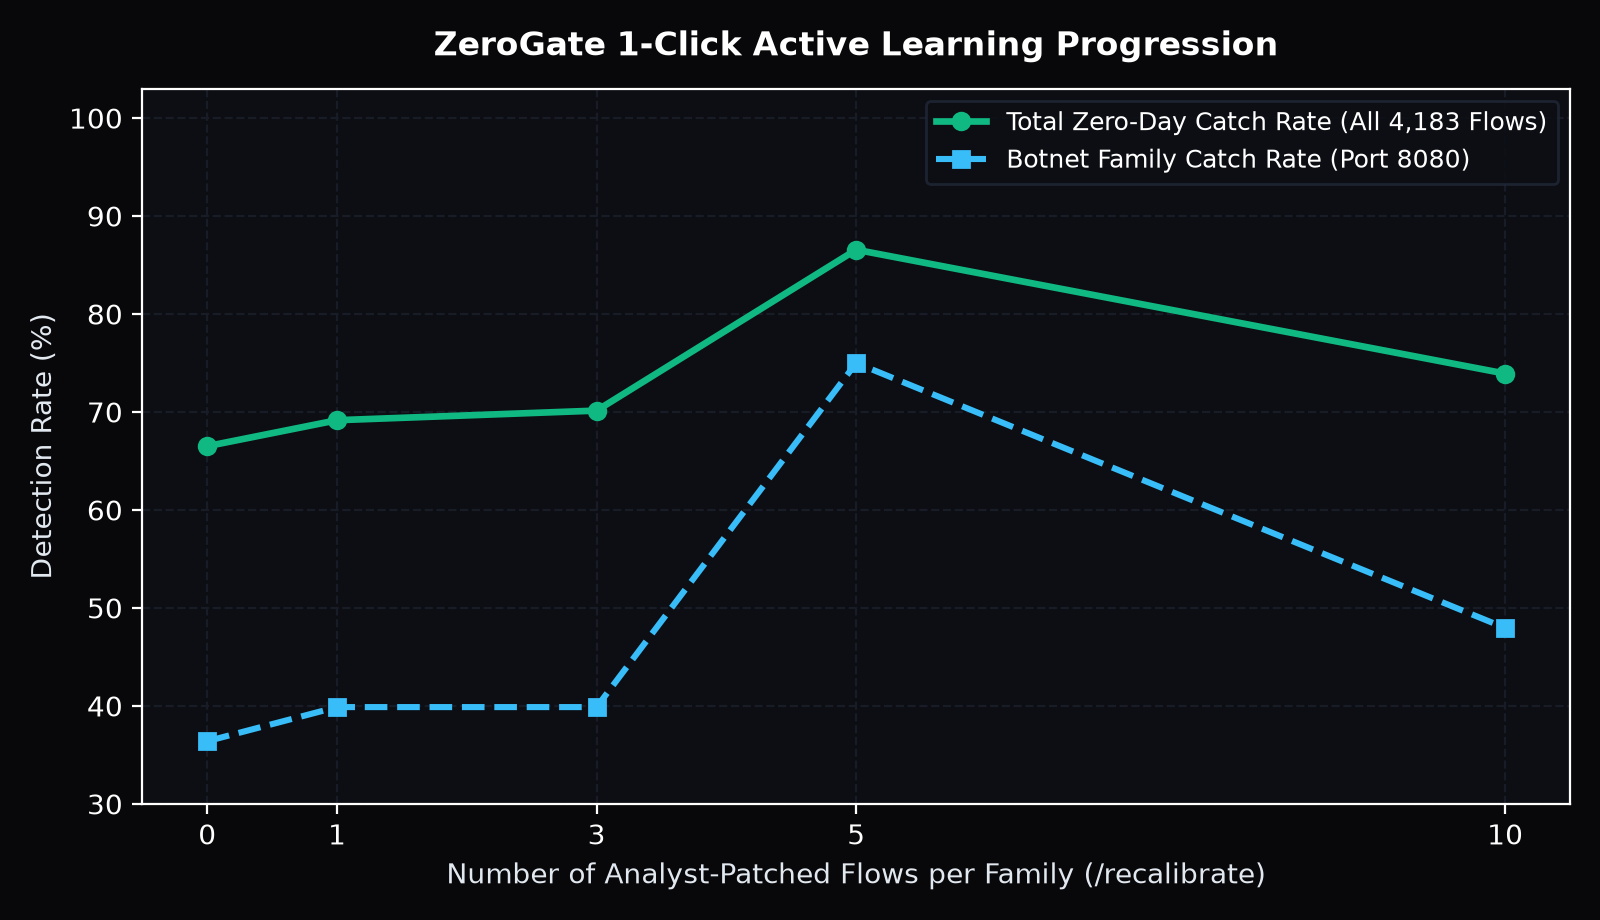 ZeroGate 1-Click Active Learning Progression
Total Zero-Day Catch Rate (All 4,183 Flows)
Botnet Family Catch Rate (Port 8080)
Detection Rate (%)
100
90
80
70
60
50
40
30
0 1 3 5 10
Number of Analyst-Patched Flows per Family (/recalibrate)